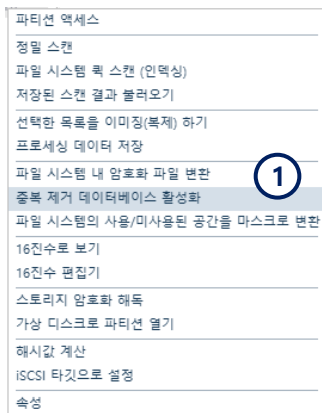 파티션 액세스
정밀 스캔
파일 시스템 퀵 스캔 (인덱싱)
저장된 스캔 결과 불러오기
선택한 목록을 이미징(복제) 하기
프로세싱 데이터 저장
파일 시스템 내 암호화 파일 변환
1
중복 제거 데이터베이스 활성화
파일 시스템의 사용/미사용된 공간을 마스크로 변환
16진수로 보기
16진수 편집기
스토리지 암호화 해독
가상 디스크로 파티션 열기
해시값 계산
iSCSI 타깃으로 설정
속성